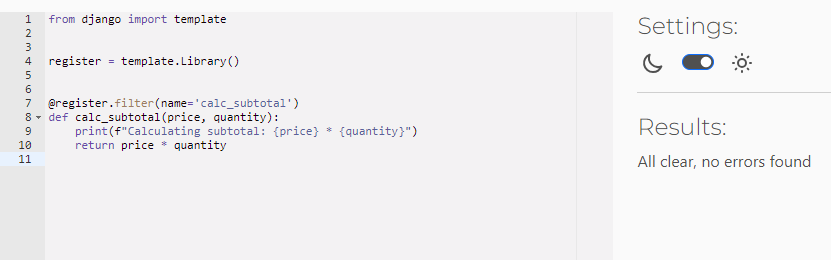 1 from django import template
2
3
4 register = template.Library()
5
6
7 @register.filter(name='calc_subtotal')
8 def calc_subtotal(price, quantity):
9     print(f"Calculating subtotal: {price} * {quantity}")
10     return price * quantity
11
Settings:
Results:
All clear, no errors found